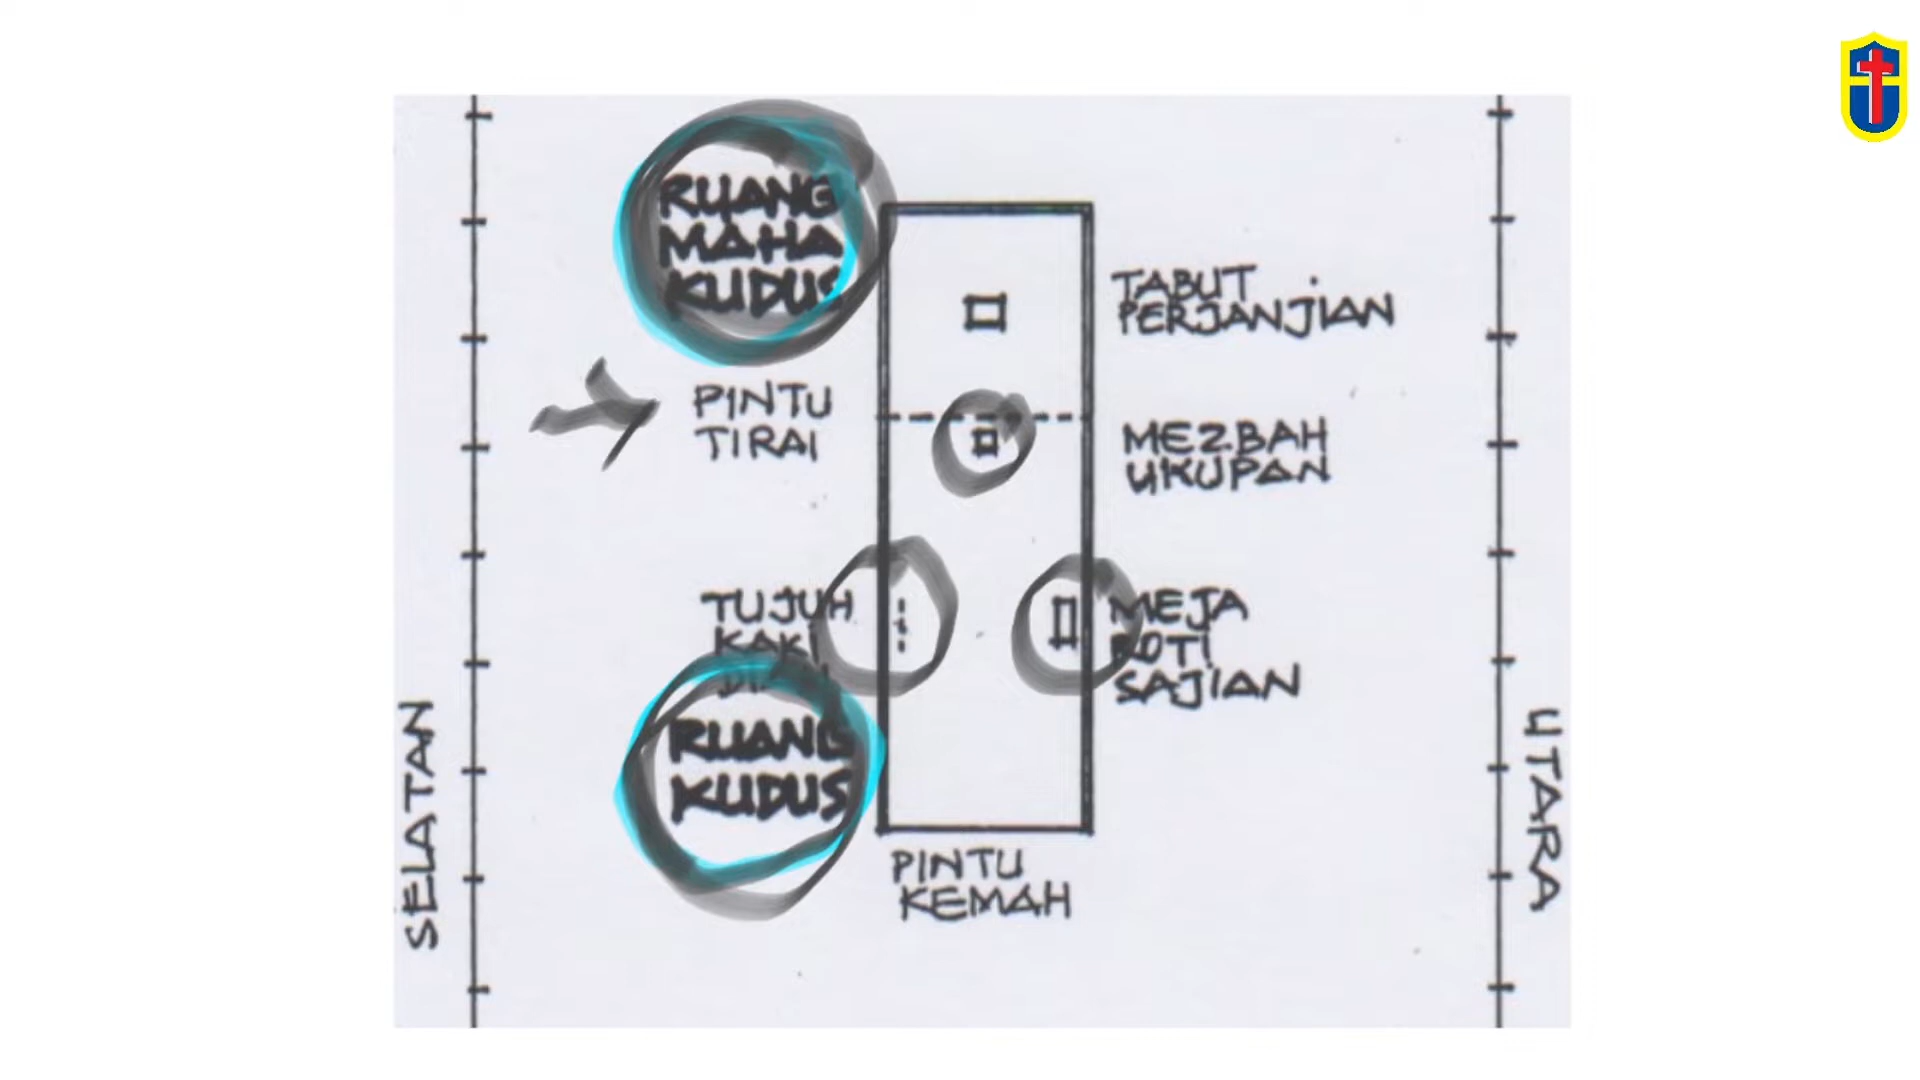 RUANG
MAHA
KUDUS
TABUT
PERJANJIAN
PINTU
TIRAI
MEZBAH
UKUPAN
TUJUH
KAKI
DIAN
MEJA
ROTI
SAJIAN
RUANG
KUDUS
PINTU
KEMAH
SELATAN
UTARA